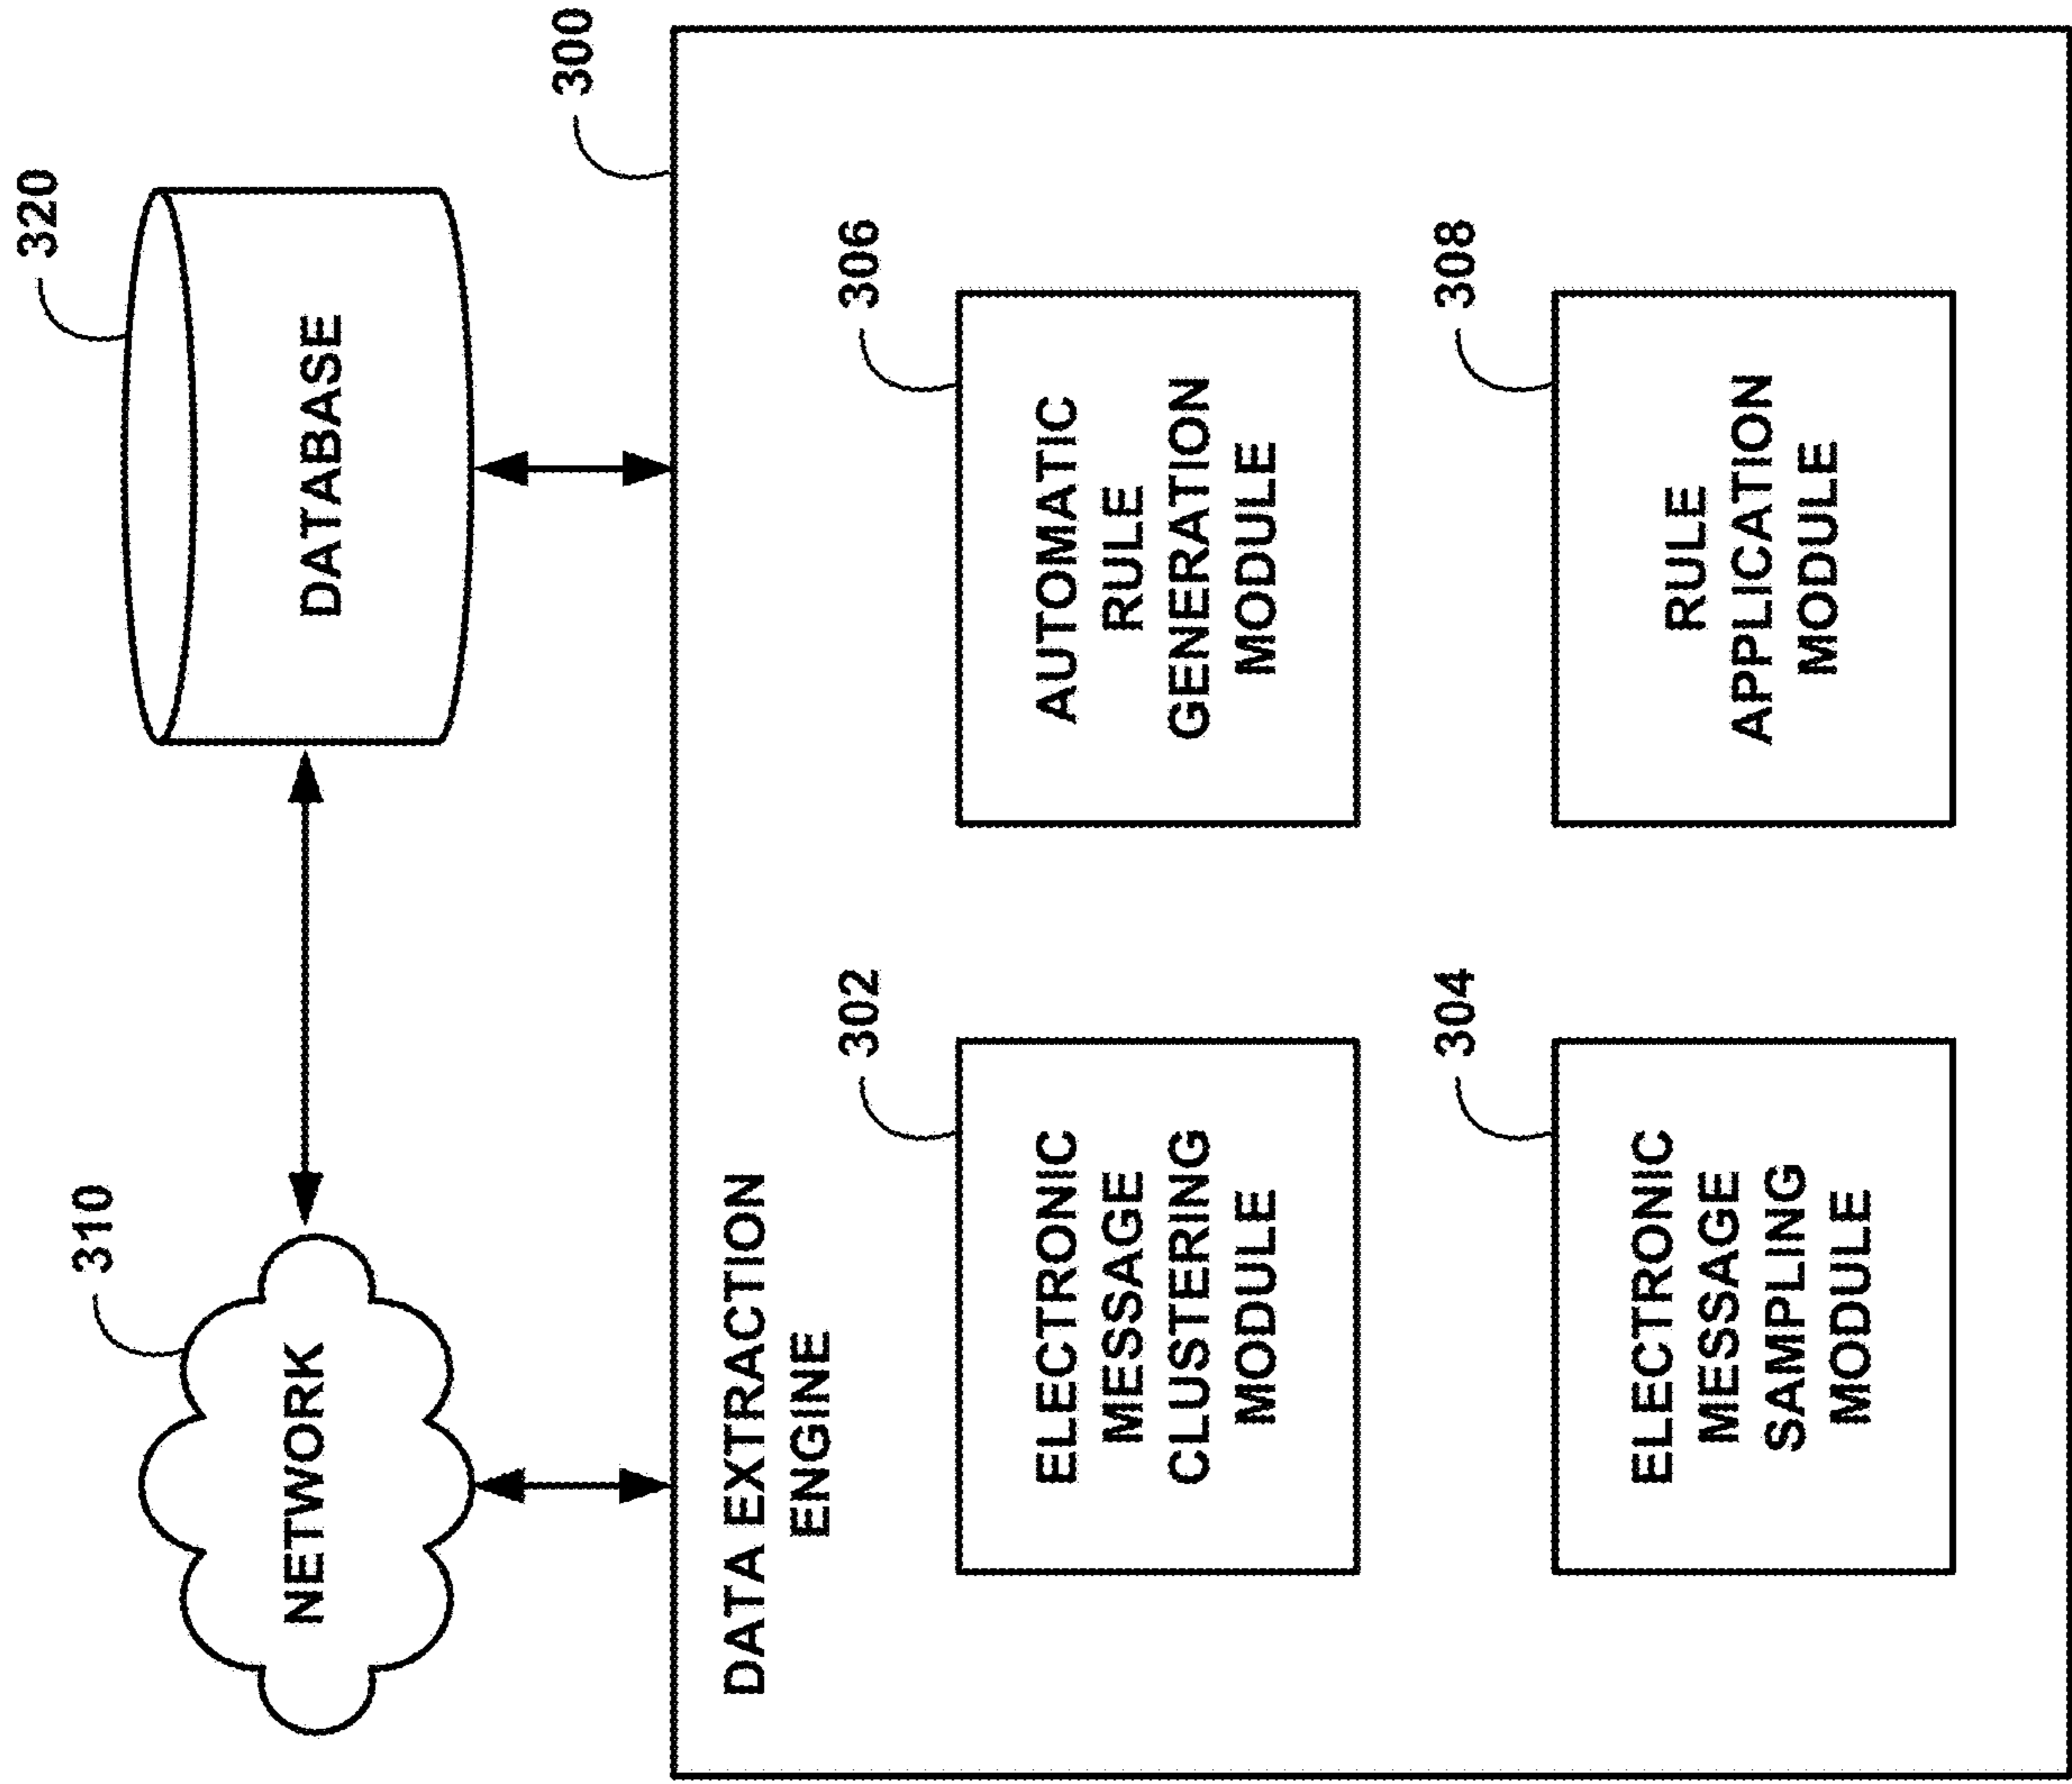 310
NETWORK
320
DATABASE
300
DATA EXTRACTION
ENGINE
302
ELECTRONIC
MESSAGE
CLUSTERING
MODULE
306
AUTOMATIC
RULE
GENERATION
MODULE
304
ELECTRONIC
MESSAGE
SAMPLING
MODULE
308
RULE
APPLICATION
MODULE